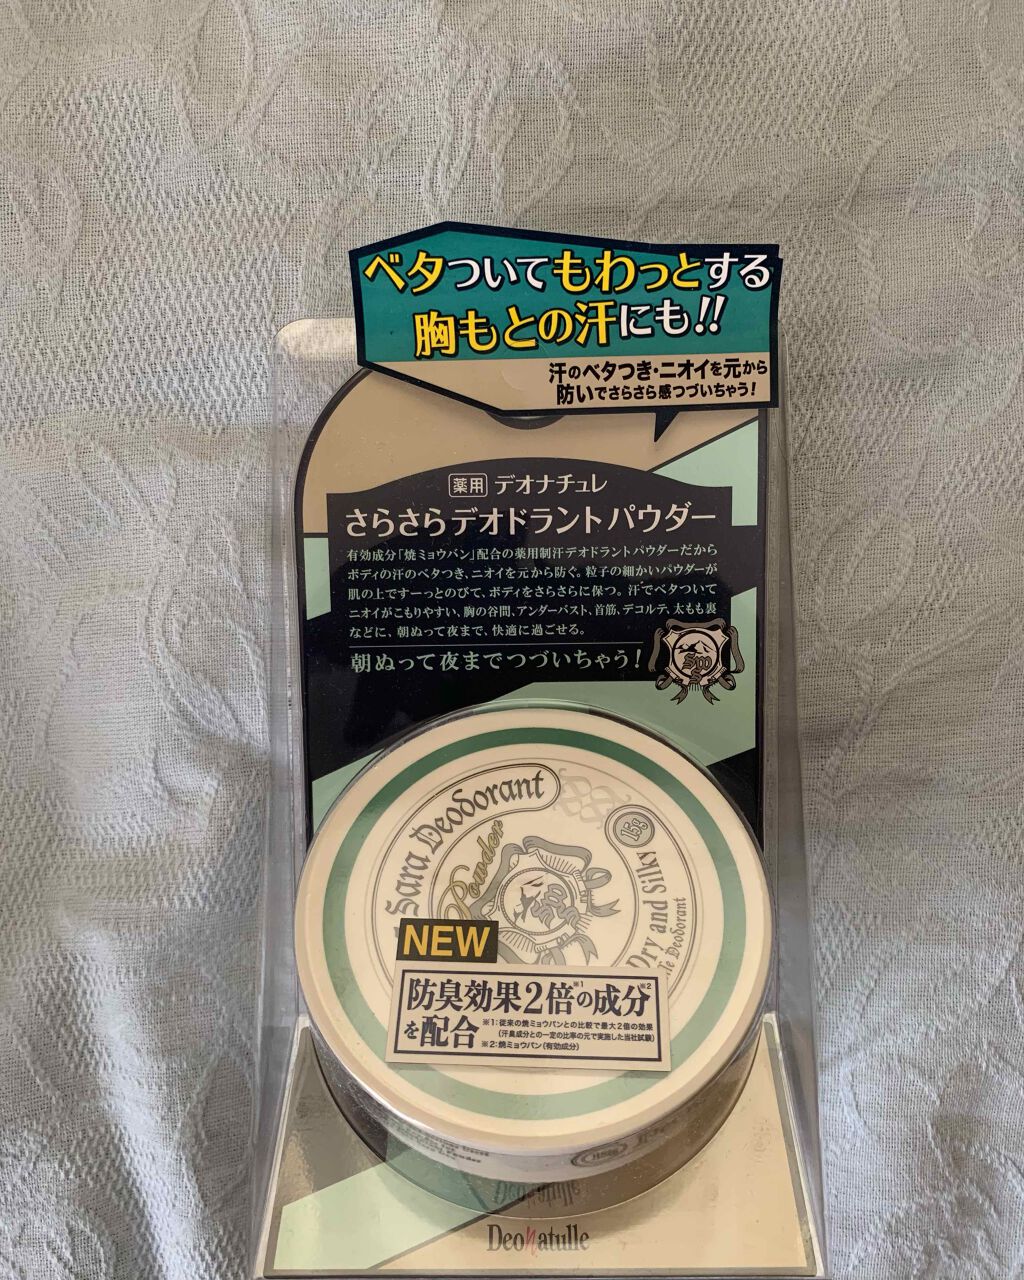 ベタついてもわっとする
胸もとの汗にも!!
汗のベタつき・ニオイを元から
防いでさらさら感つづいちゃう!
薬用 デオナチュレ
さらさらデオドラントパウダー
有効成分「焼ミョウバン」配合の薬用制汗デオドラントパウダーだから
ボディの汗のベタつき、ニオイを元から防ぐ。粒子の細かいパウダーが
肌の上ですーっとのびて、ボディをさらさらに保つ。汗でベタついて
ニオイがこもりやすい、胸の谷間、アンダーバスト、首筋、デコルテ、太もも裏
などに、朝ぬって夜まで、快適に過ごせる。
朝ぬって夜までつづいちゃう!
Sara Deodorant
Powder
15g
Dry and Silky
Deodorant
NEW
防臭効果2倍※1の成分※2
を配合
※1:従来の焼ミョウバンとの比較で最大2倍の効果
(汗臭成分との一定の比率の元で実施した当社試験)
※2:焼ミョウバン(有効成分)
DeoNatulle